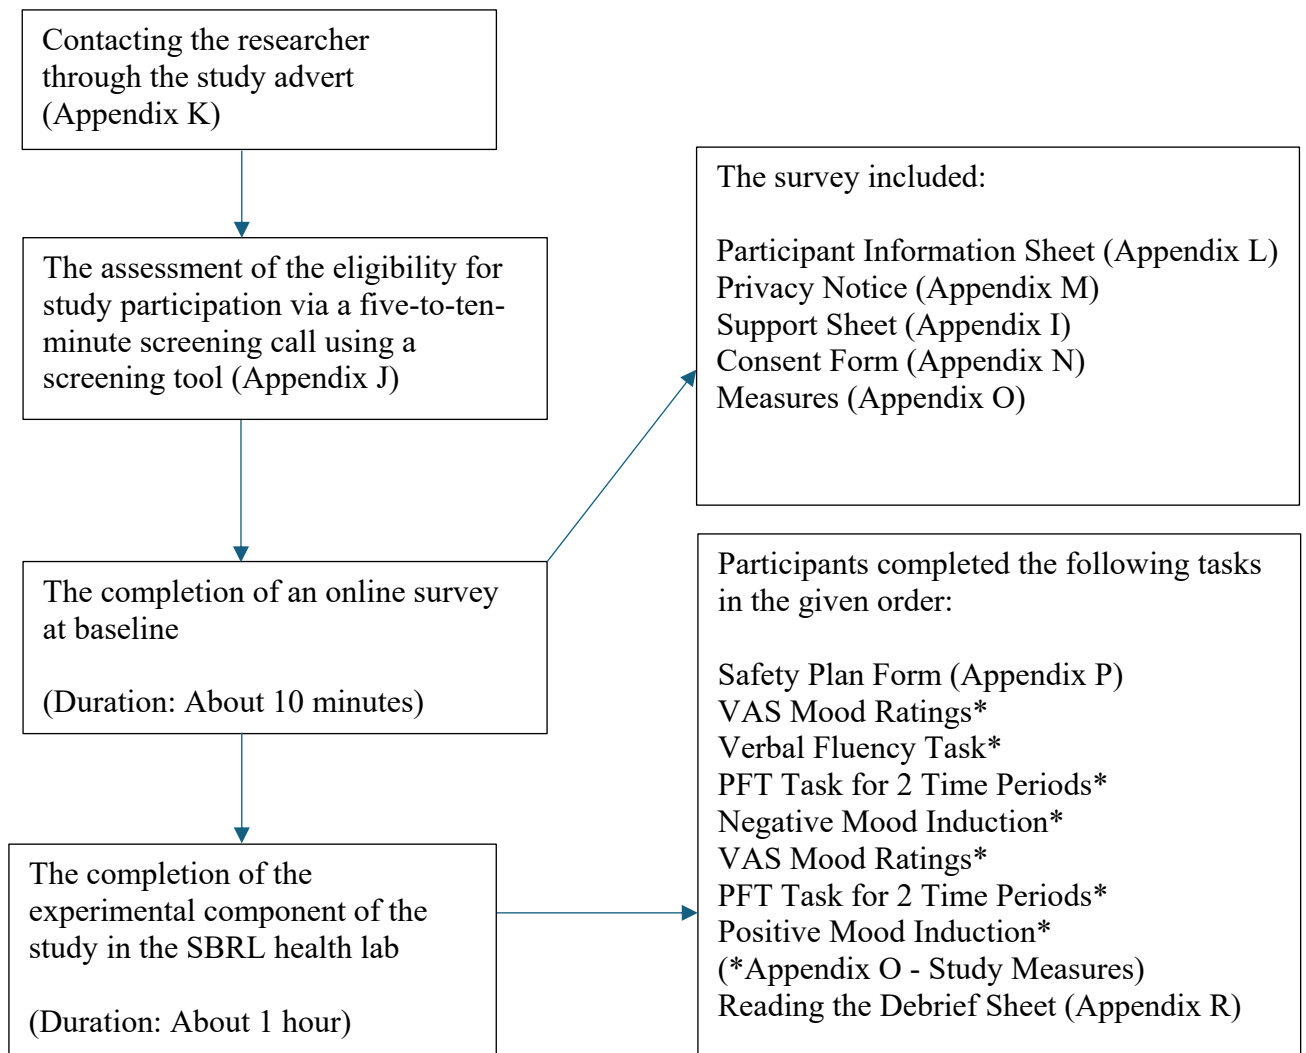 Contacting the researcher
through the study advert
(Appendix K)
The assessment of the eligibility for
study participation via a five-to-ten-
minute screening call using a
screening tool (Appendix J)
The completion of an online survey
at baseline
(Duration: About 10 minutes)
The survey included:
Participant Information Sheet (Appendix L)
Privacy Notice (Appendix M)
Support Sheet (Appendix I)
Consent Form (Appendix N)
Measures (Appendix O)
The completion of the
experimental component of the
study in the SBRL health lab
(Duration: About 1 hour)
Participants completed the following tasks
in the given order:
Safety Plan Form (Appendix P)
VAS Mood Ratings*
Verbal Fluency Task*
PFT Task for 2 Time Periods*
Negative Mood Induction*
VAS Mood Ratings*
PFT Task for 2 Time Periods*
Positive Mood Induction*
(*Appendix O - Study Measures)
Reading the Debrief Sheet (Appendix R)